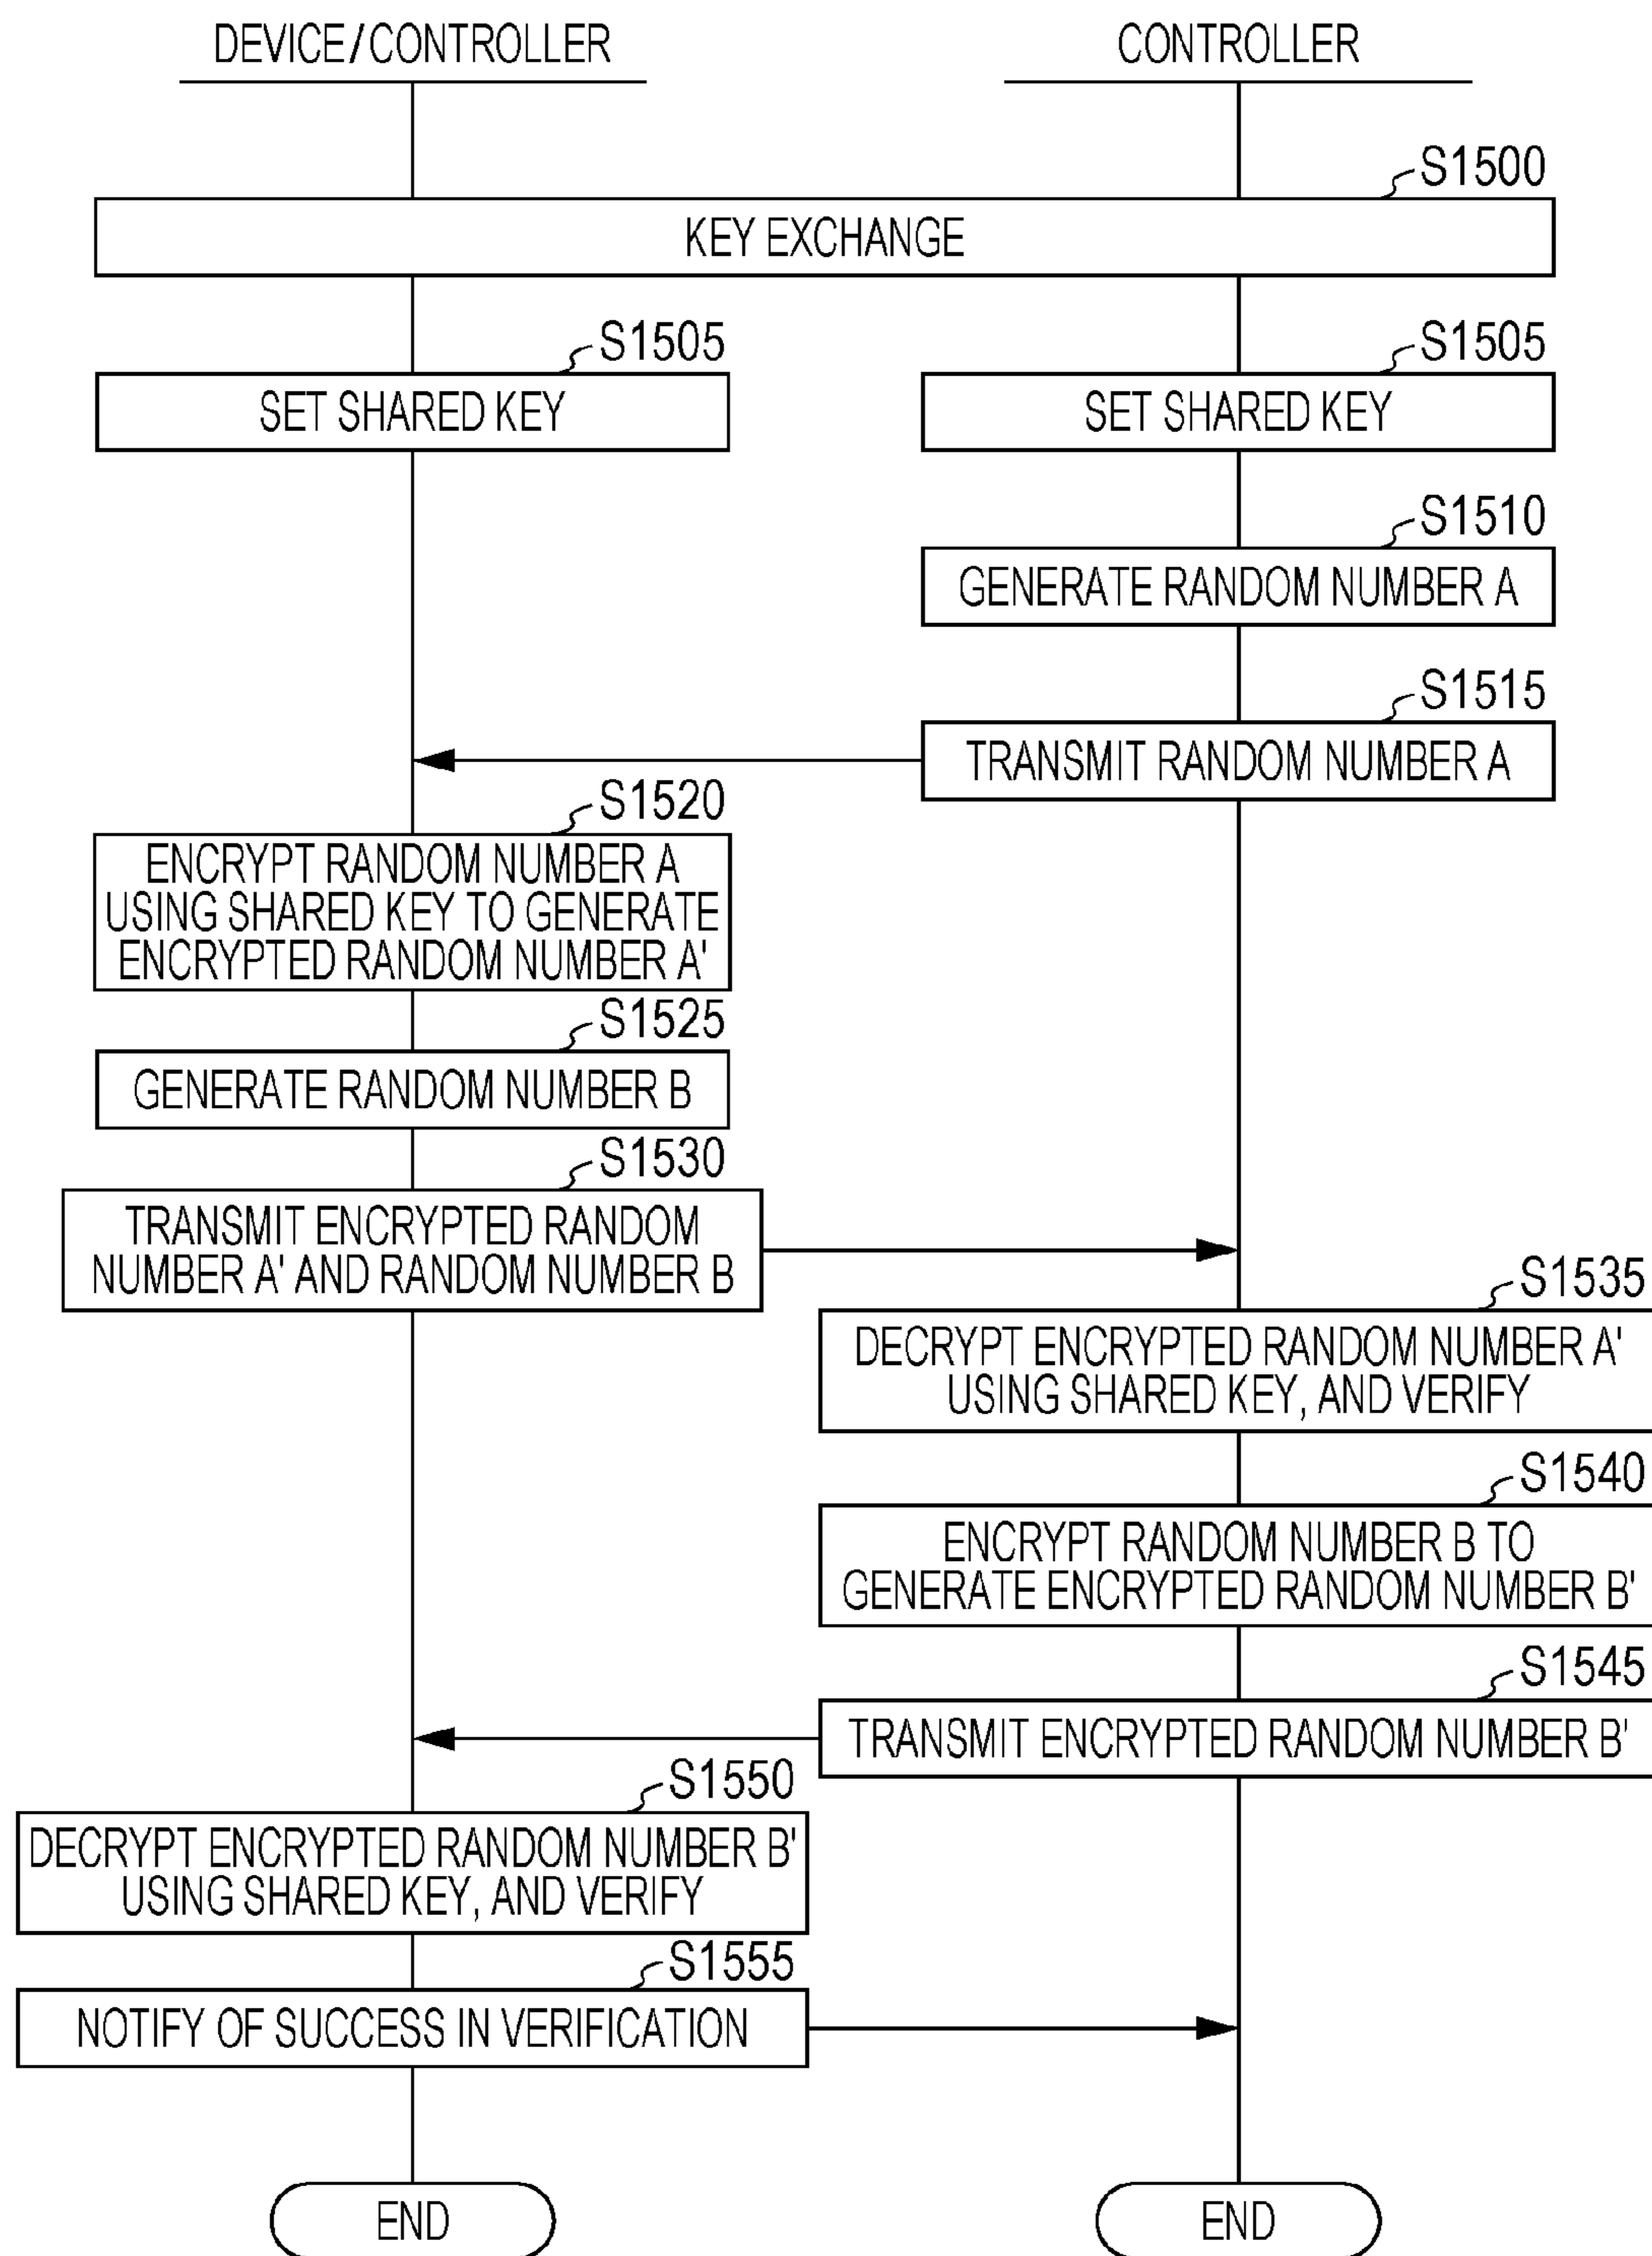 DEVICE/CONTROLLER
CONTROLLER
S1500
KEY EXCHANGE
S1505
S1505
SET SHARED KEY
SET SHARED KEY
S1510
GENERATE RANDOM NUMBER A
S1515
TRANSMIT RANDOM NUMBER A
S1520
ENCRYPT RANDOM NUMBER A
USING SHARED KEY TO GENERATE
ENCRYPTED RANDOM NUMBER A'
S1525
GENERATE RANDOM NUMBER B
S1530
TRANSMIT ENCRYPTED RANDOM
NUMBER A' AND RANDOM NUMBER B
S1535
DECRYPT ENCRYPTED RANDOM NUMBER A'
USING SHARED KEY, AND VERIFY
S1540
ENCRYPT RANDOM NUMBER B TO
GENERATE ENCRYPTED RANDOM NUMBER B'
S1545
TRANSMIT ENCRYPTED RANDOM NUMBER B'
S1550
DECRYPT ENCRYPTED RANDOM NUMBER B'
USING SHARED KEY, AND VERIFY
S1555
NOTIFY OF SUCCESS IN VERIFICATION
END
END